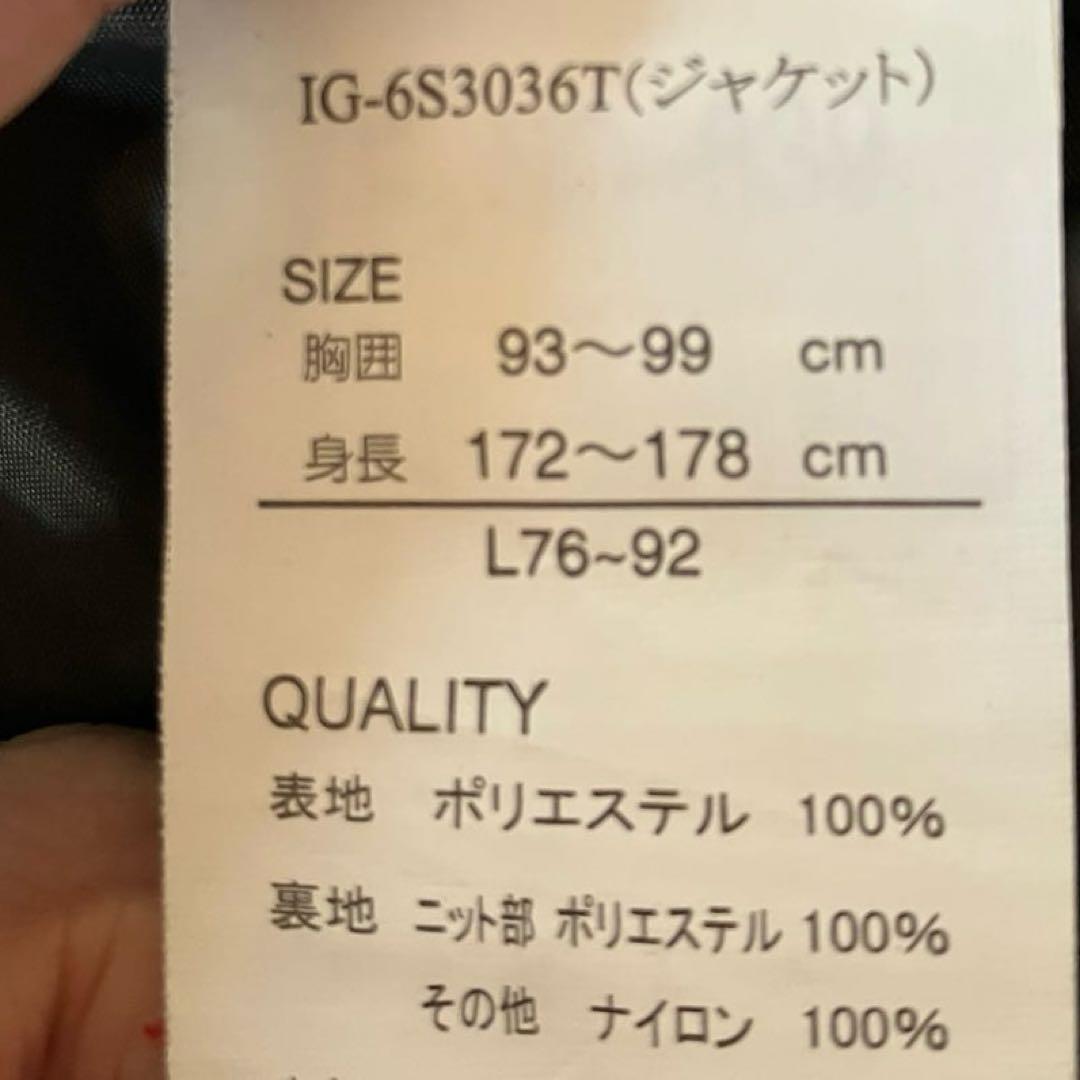 IG-6S3036T(ジャケット)
SIZE
胸囲 93～99 cm
身長 172～178 cm
L76~92
QUALITY
表地 ポリエステル 100%
裏地 ニット部 ポリエステル 100%
その他 ナイロン 100%